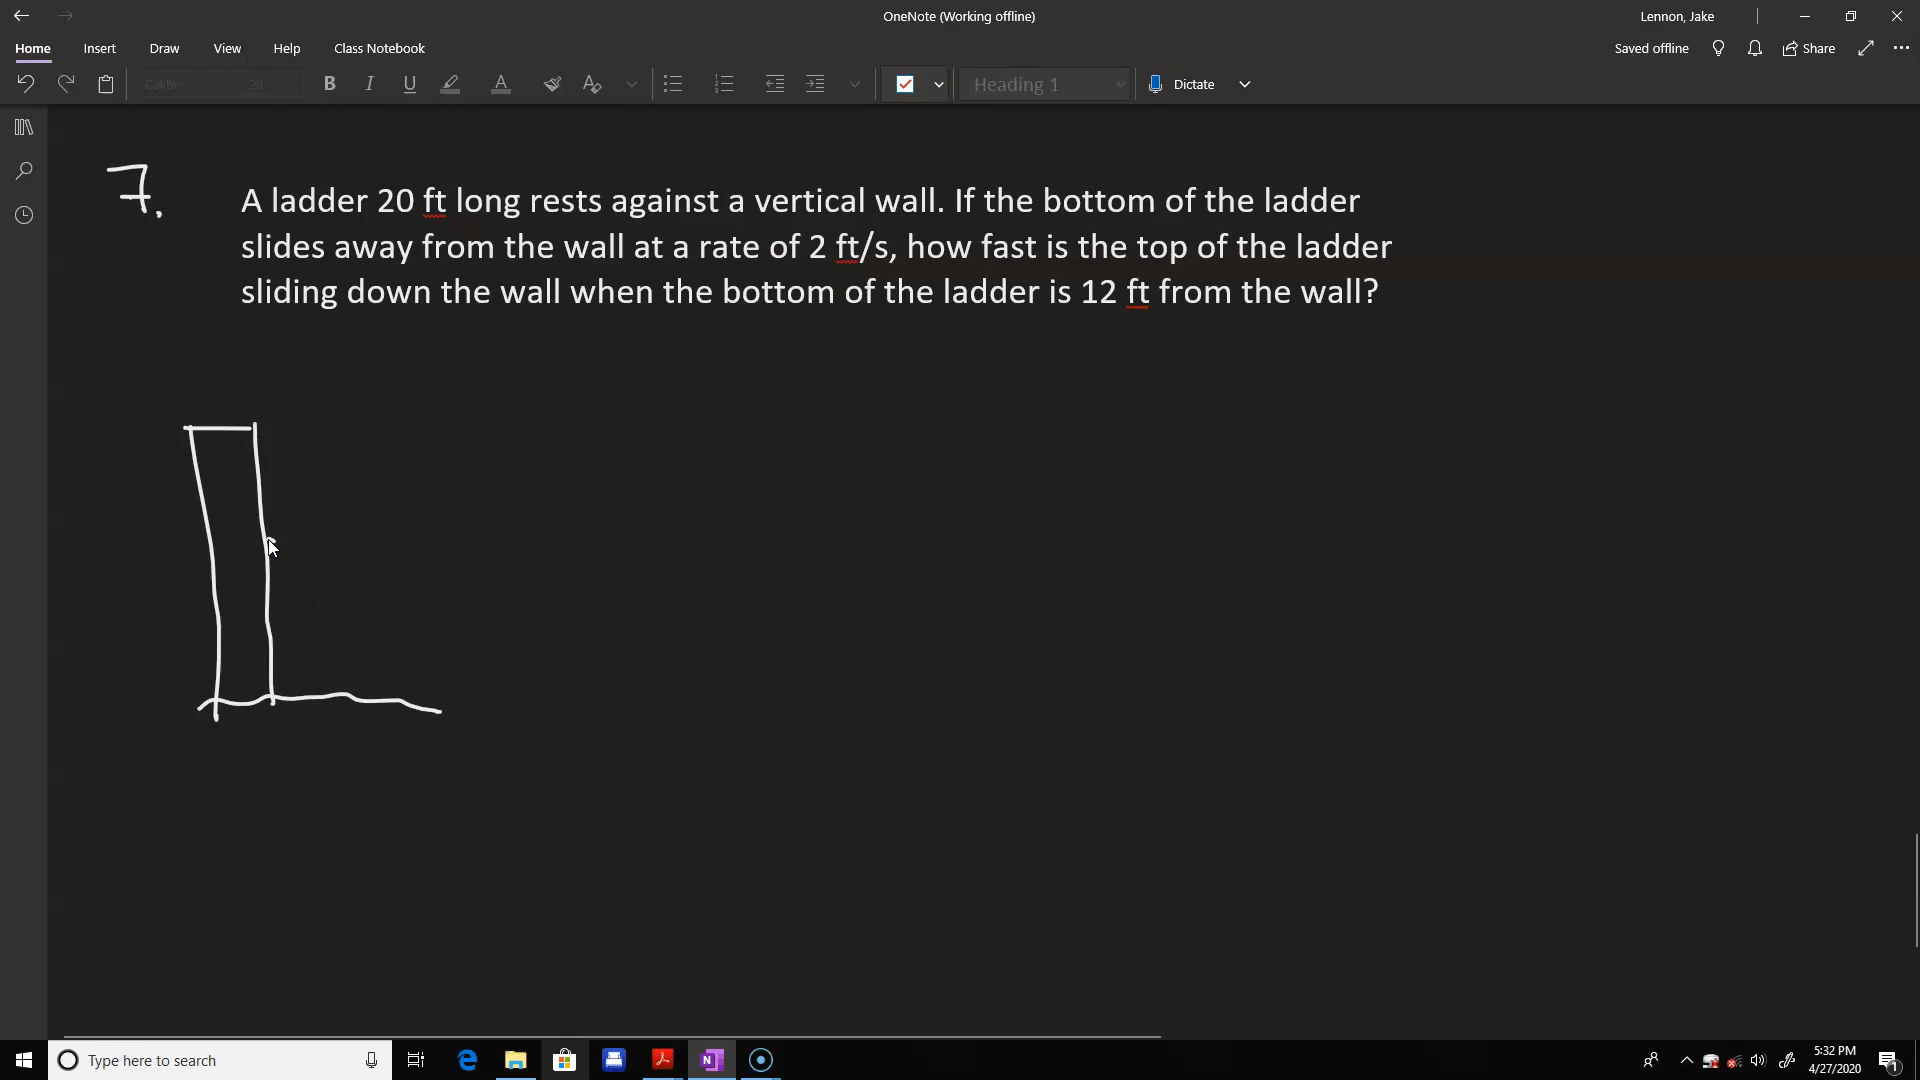 OneNote (Working offline)
Lennon, Jake
Home Insert Draw View Help Class Notebook
Saved offline
Share
Calibri 28
B I U A
Heading 1
Dictate
7.
A ladder 20 ft long rests against a vertical wall. If the bottom of the ladder
slides away from the wall at a rate of 2 ft/s, how fast is the top of the ladder
sliding down the wall when the bottom of the ladder is 12 ft from the wall?
Type here to search
5:32 PM
4/27/2020